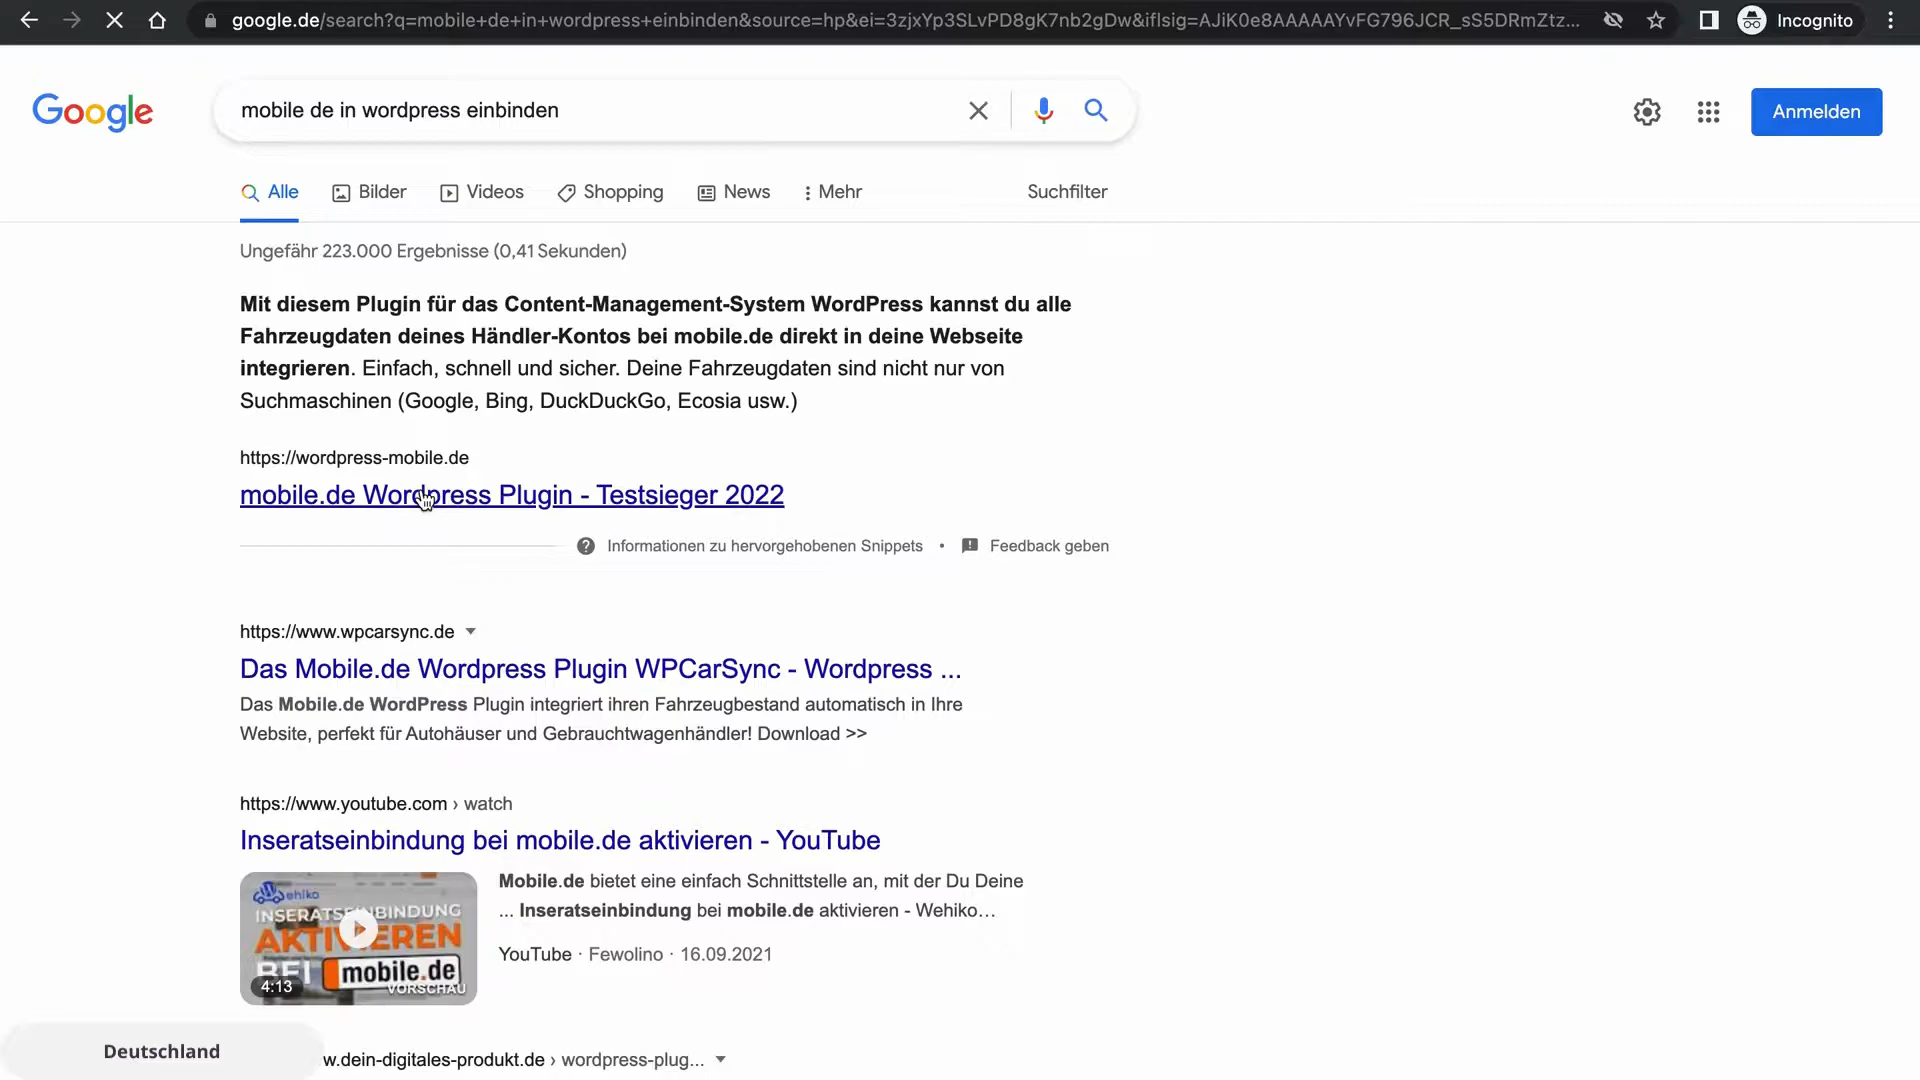 google.de/search?q=mobile+de+in+wordpress+einbinden&source=hp&ei=3zjxYp3SLvPD8gK7nb2gDw&iflsig=AJiK0e8AAAAAYvFG796JCR_sS5DRmZtz...
Incognito
Google
mobile de in wordpress einbinden
Anmelden
Alle Bilder Videos Shopping News Mehr Suchfilter
Ungefähr 223.000 Ergebnisse (0,41 Sekunden)
Mit diesem Plugin für das Content-Management-System WordPress kannst du alle
Fahrzeugdaten deines Händler-Kontos bei mobile.de direkt in deine Webseite
integrieren. Einfach, schnell und sicher. Deine Fahrzeugdaten sind nicht nur von
Suchmaschinen (Google, Bing, DuckDuckGo, Ecosia usw.)
https://wordpress-mobile.de
mobile.de Wordpress Plugin - Testsieger 2022
Informationen zu hervorgehobenen Snippets • Feedback geben
https://www.wpcarsync.de
Das Mobile.de Wordpress Plugin WPCarSync - Wordpress ...
Das Mobile.de WordPress Plugin integriert ihren Fahrzeugbestand automatisch in Ihre
Website, perfekt für Autohäuser und Gebrauchtwagenhändler! Download >>
https://www.youtube.com › watch
Inseratseinbindung bei mobile.de aktivieren - YouTube
Wehiko
INSERATSEINBINDUNG
AKTIVIEREN
BEI mobile.de
4:13
VORSCHAU
Mobile.de bietet eine einfach Schnittstelle an, mit der Du Deine
... Inseratseinbindung bei mobile.de aktivieren - Wehiko...
YouTube · Fewolino · 16.09.2021
Deutschland
w.dein-digitales-produkt.de › wordpress-plug...